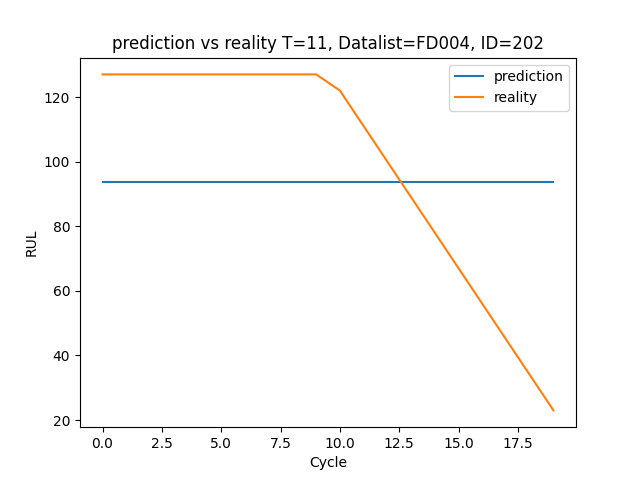 prediction vs reality T=11, Datalist=FD004, ID=202
prediction
reality
RUL
120
100
80
60
40
20
0.0 2.5 5.0 7.5 10.0 12.5 15.0 17.5
Cycle